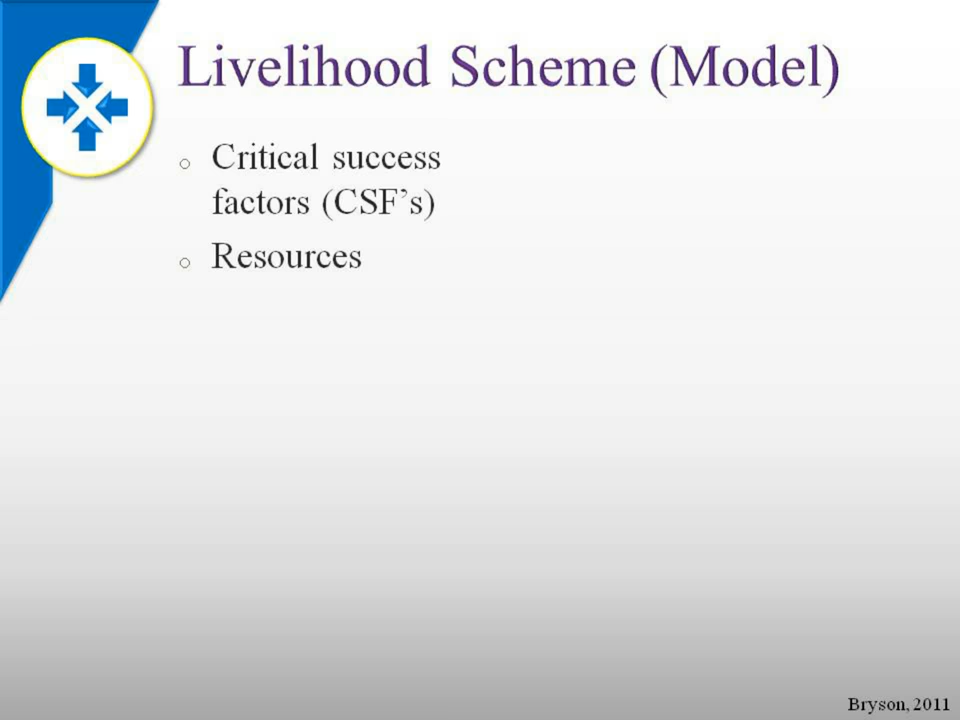 Livelihood Scheme (Model)
Critical success
factors (CSF’s)
Resources
Bryson, 2011